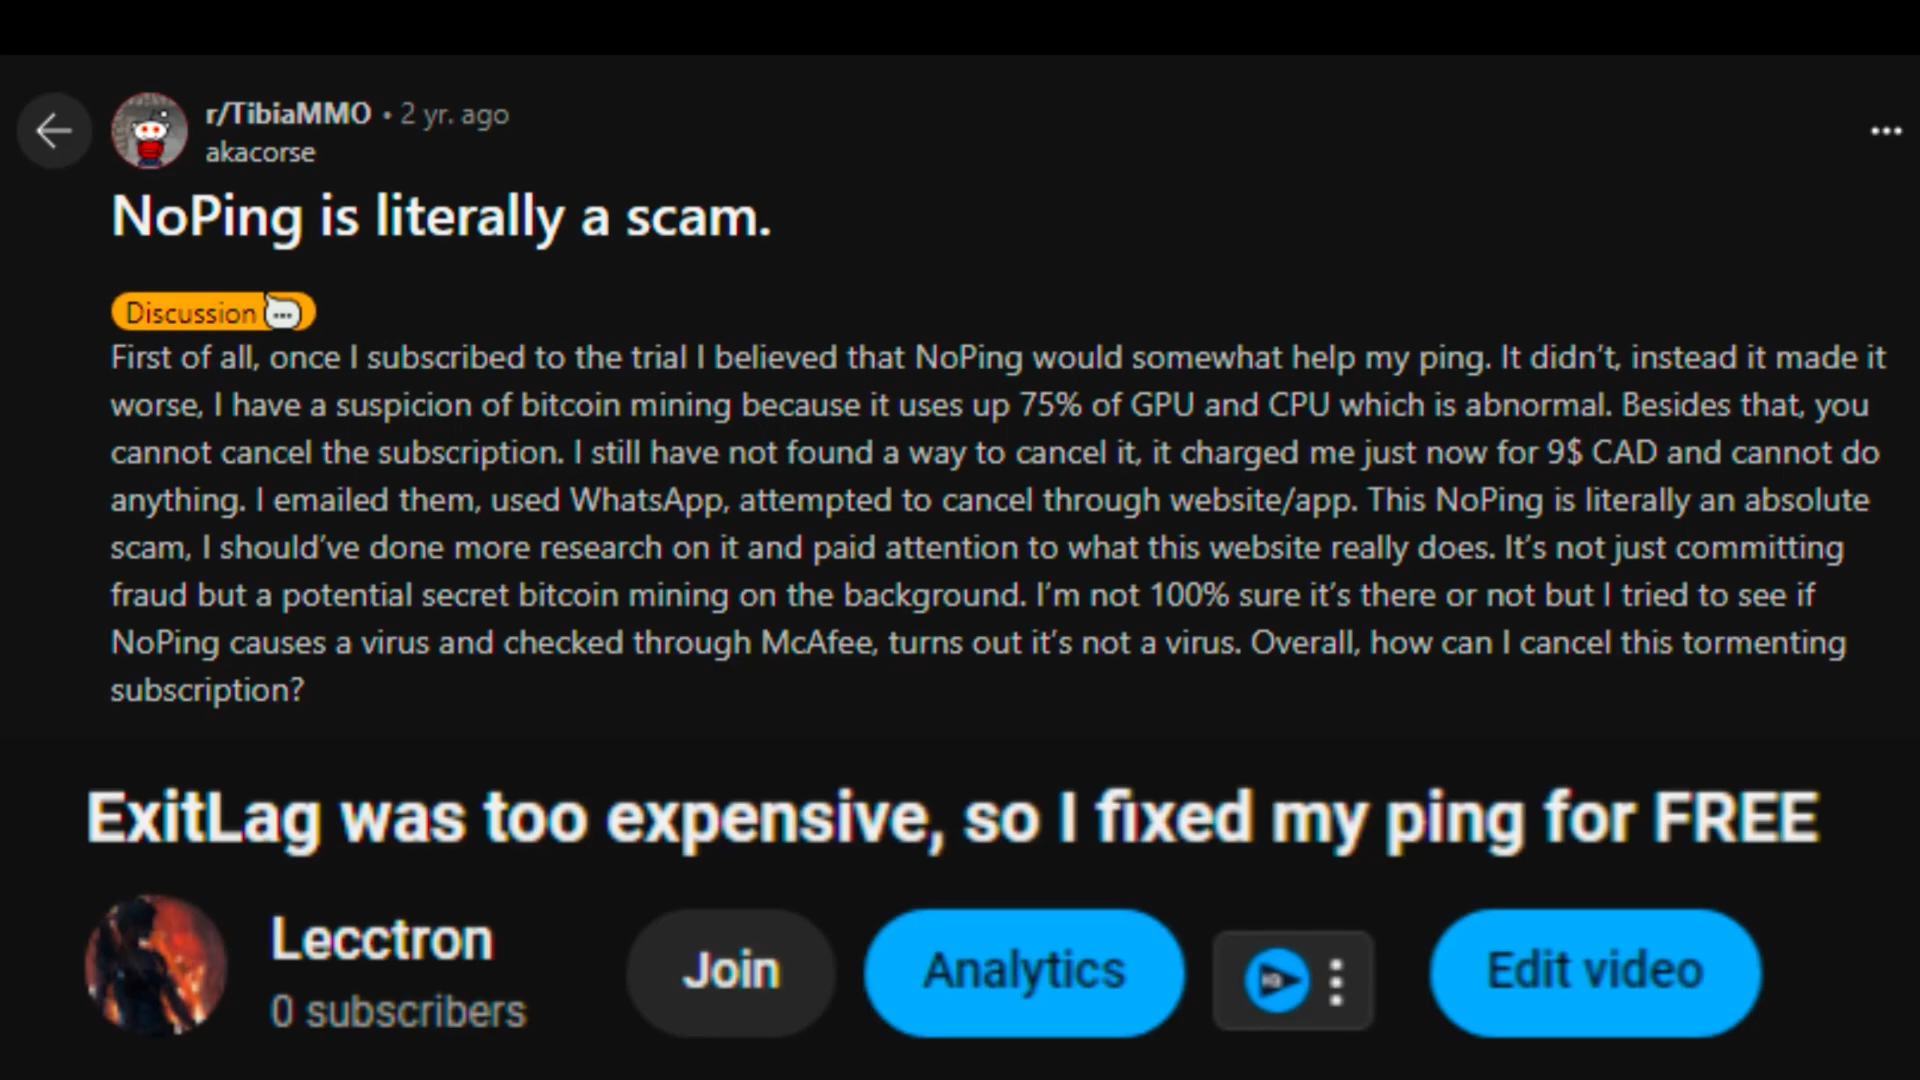 r/TibiaMMO • 2 yr. ago
akacorse
NoPing is literally a scam.
Discussion
First of all, once I subscribed to the trial I believed that NoPing would somewhat help my ping. It didn’t, instead it made it
worse, I have a suspicion of bitcoin mining because it uses up 75% of GPU and CPU which is abnormal. Besides that, you
cannot cancel the subscription. I still have not found a way to cancel it, it charged me just now for 9$ CAD and cannot do
anything. I emailed them, used WhatsApp, attempted to cancel through website/app. This NoPing is literally an absolute
scam, I should’ve done more research on it and paid attention to what this website really does. It’s not just committing
fraud but a potential secret bitcoin mining on the background. I’m not 100% sure it’s there or not but I tried to see if
NoPing causes a virus and checked through McAfee, turns out it’s not a virus. Overall, how can I cancel this tormenting
subscription?
ExitLag was too expensive, so I fixed my ping for FREE
Lecctron
0 subscribers
Join
Analytics
Edit video